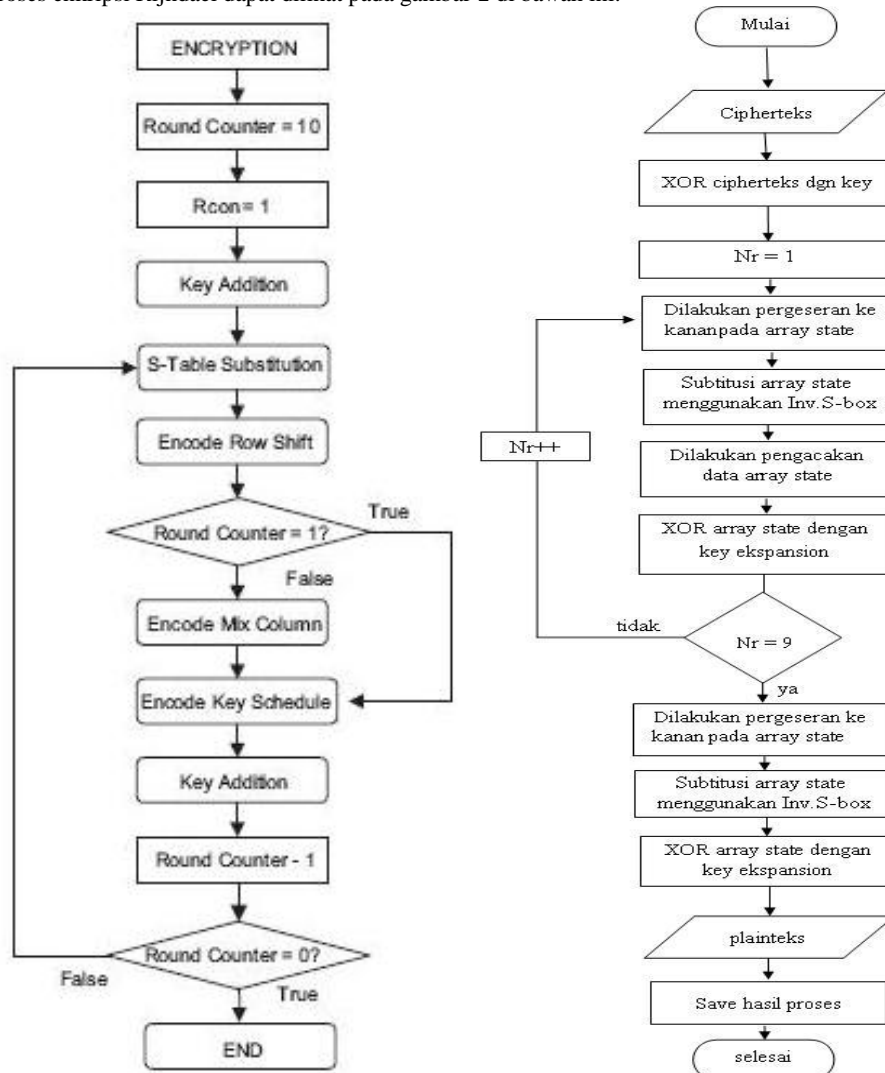 roses enkripsi Rijndael dapat dilihat pada gambar 2 di bawah ini.
ENCRYPTION
Round Counter = 10
Rcon= 1
Key Addition
S-Table Substitution
Encode Row Shift
Round Counter = 1?
True
False
Encode Mix Column
Encode Key Schedule
Key Addition
Round Counter - 1
Round Counter = 0?
False
True
END
Mulai
Cipherteks
XOR cipherteks dgn key
Nr = 1
Dilakukan pergeseran ke
kananpada array state
Subtitusi array state
menggunakan Inv.S-box
Nr++
Dilakukan pengacakan
data array state
XOR array state dengan
key ekspansion
tidak
Nr = 9
ya
Dilakukan pergeseran ke
kanan pada array state
Subtitusi array state
menggunakan Inv.S-box
XOR array state dengan
key ekspansion
plainteks
Save hasil proses
selesai